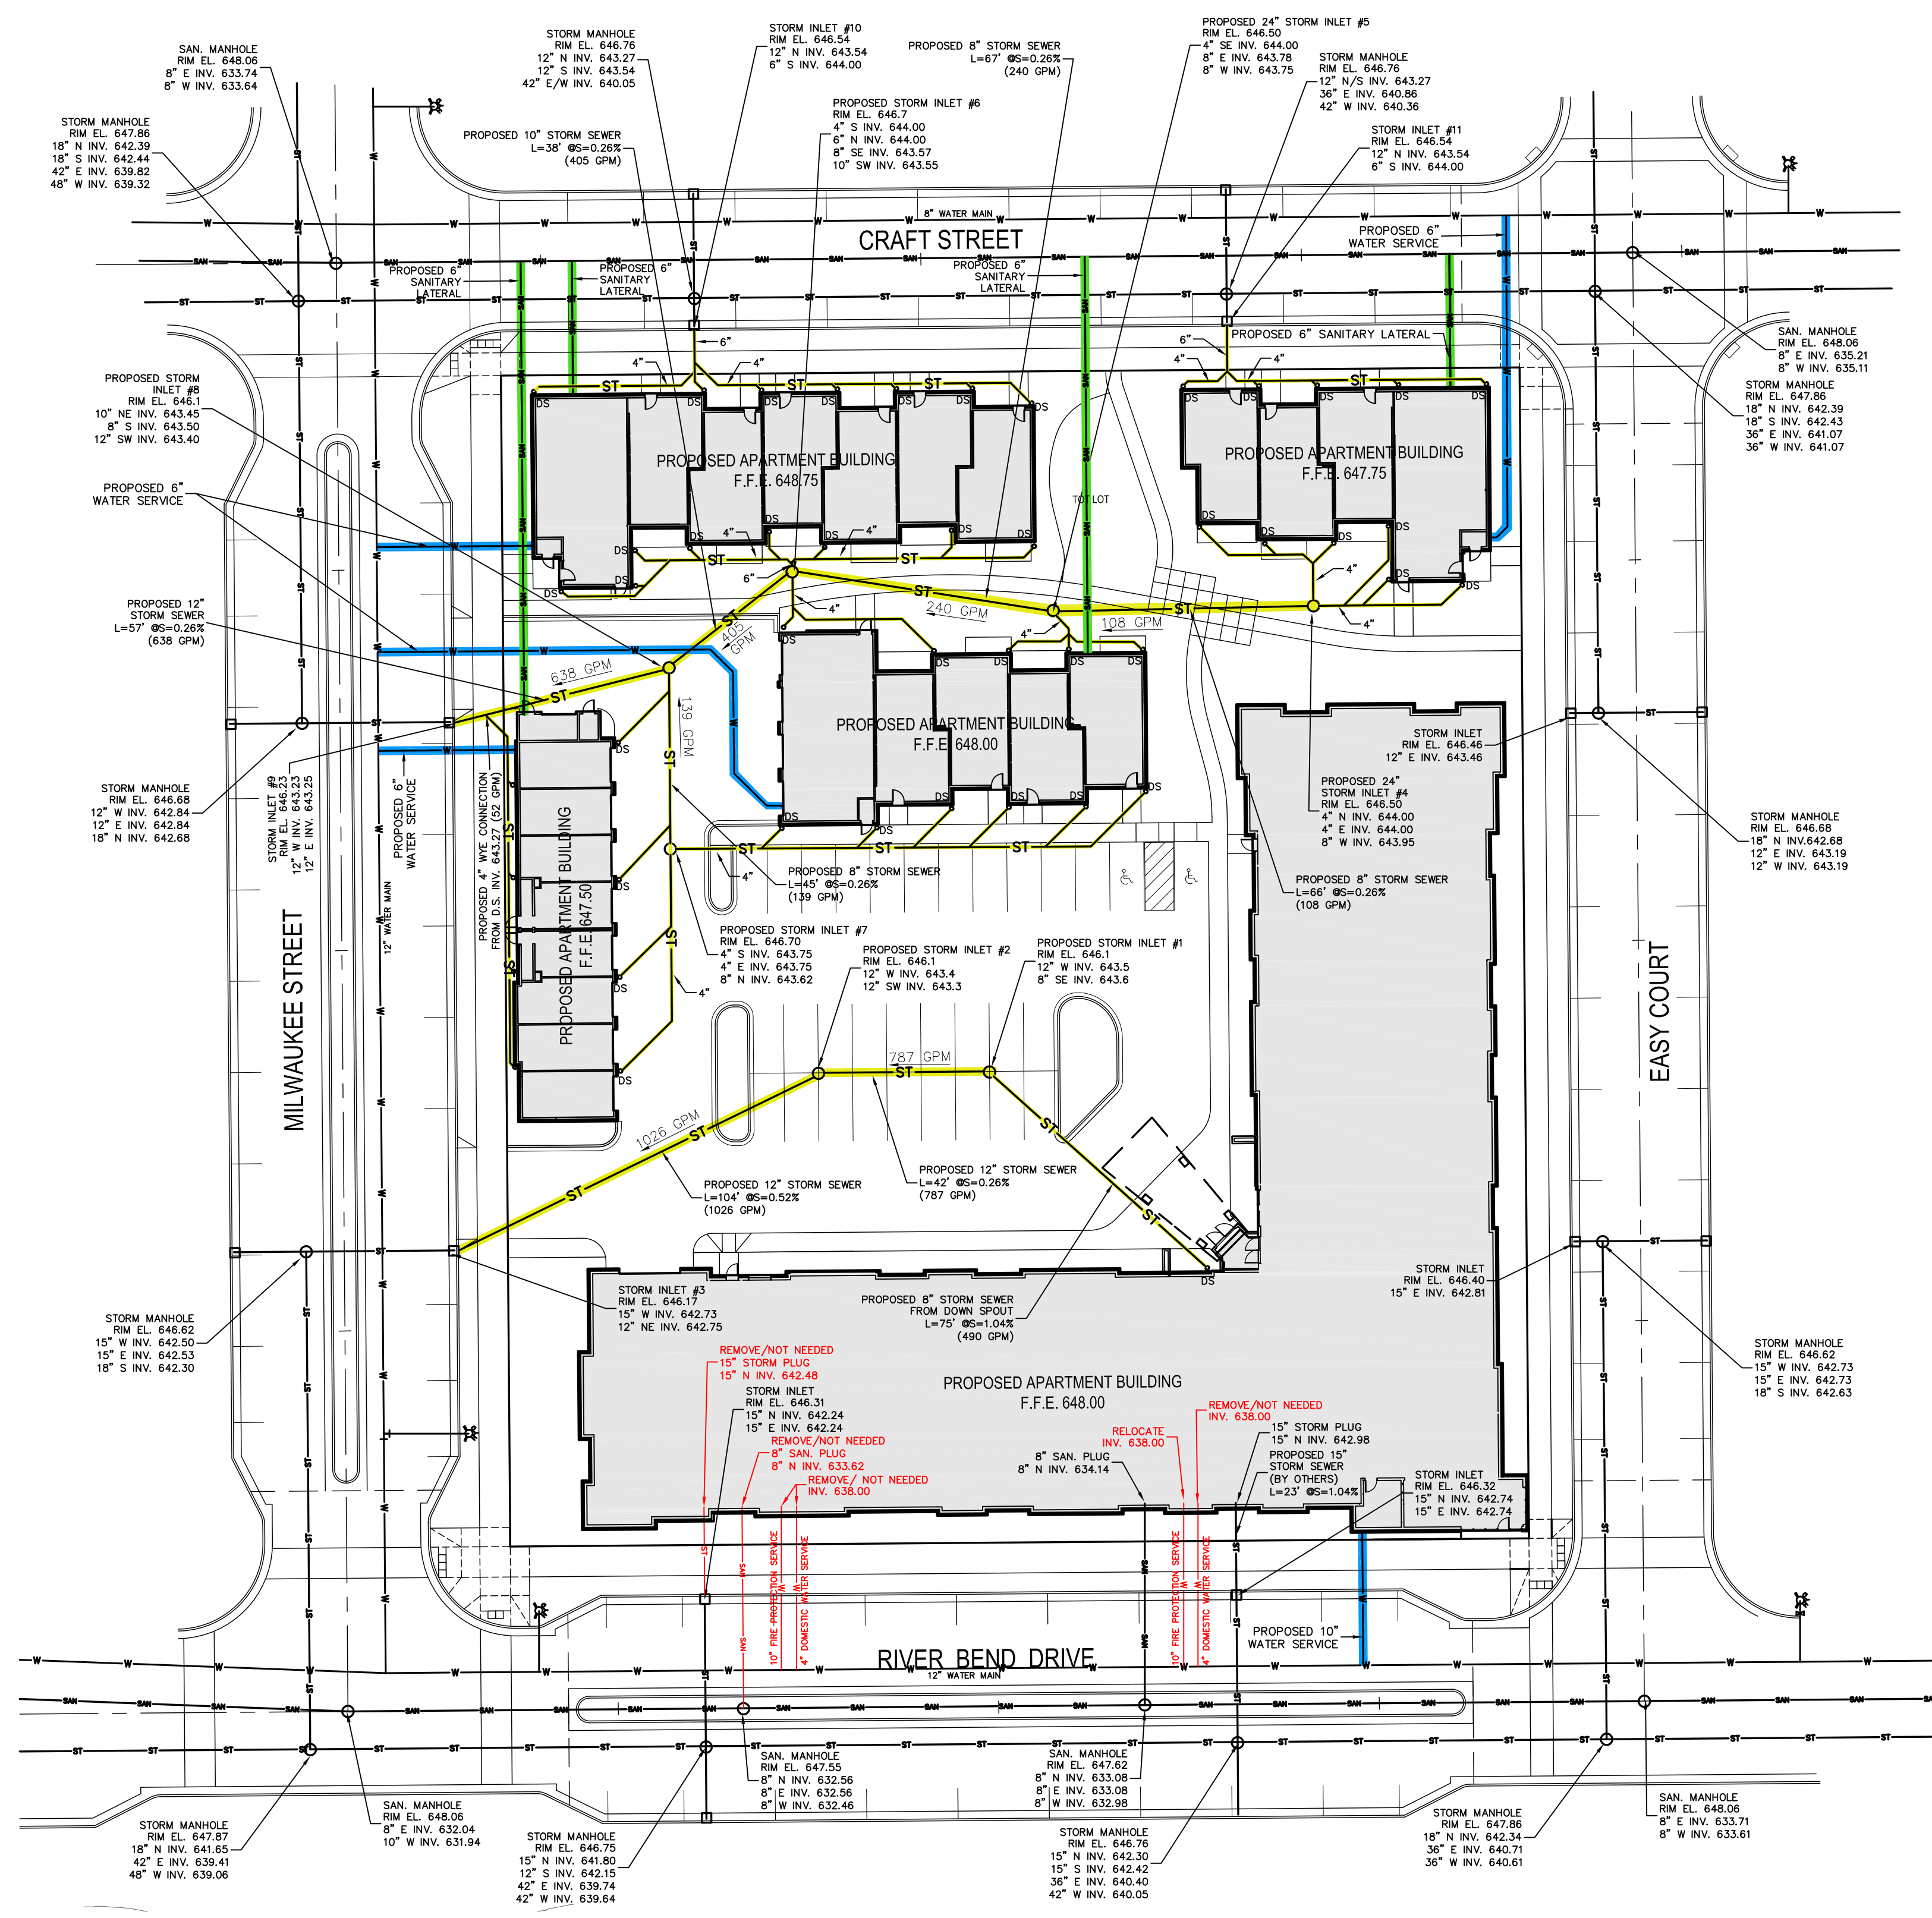 SAN. MANHOLE
RIM EL. 648.06
8" E INV. 633.74
8" W INV. 633.64
STORM MANHOLE
RIM EL. 646.76
12" N INV. 643.27
12" S INV. 643.54
42" E/W INV. 640.05
STORM INLET #10
RIM EL. 646.54
12" N INV. 643.54
6" S INV. 644.00
PROPOSED 8" STORM SEWER
L=67' @S=0.26%
(240 GPM)
PROPOSED 24" STORM INLET #5
RIM EL. 646.50
4" SE INV. 644.00
8" E INV. 643.78
8" W INV. 643.75
STORM MANHOLE
RIM EL. 646.76
12" N/S INV. 643.27
36" E INV. 640.86
42" W INV. 640.36
STORM MANHOLE
RIM EL. 647.86
18" N INV. 642.39
18" S INV. 642.44
42" E INV. 639.82
48" W INV. 639.32
PROPOSED 10" STORM SEWER
L=38' @S=0.26%
(405 GPM)
PROPOSED STORM INLET #6
RIM EL. 646.7
4" S INV. 644.00
6" N INV. 644.00
8" SE INV. 643.57
10" SW INV. 643.55
STORM INLET #11
RIM EL. 646.54
12" N INV. 643.54
6" S INV. 644.00
8" WATER MAIN
CRAFT STREET
PROPOSED 6"
WATER SERVICE
PROPOSED 6"
SANITARY
LATERAL
PROPOSED 6"
SANITARY
LATERAL
PROPOSED 6"
SANITARY
LATERAL
PROPOSED 6" SANITARY LATERAL
SAN. MANHOLE
RIM EL. 648.06
8" E INV. 635.21
8" W INV. 635.11
STORM MANHOLE
RIM EL. 647.86
18" N INV. 642.39
18" S INV. 642.43
36" E INV. 641.07
36" W INV. 641.07
6"
4"
4"
6"
4"
4"
PROPOSED STORM
INLET #8
RIM EL. 646.1
10" NE INV. 643.45
8" S INV. 643.50
12" SW INV. 643.40
PROPOSED APARTMENT BUILDING
F.F.E. 648.75
PROPOSED APARTMENT BUILDING
F.F.E. 647.75
TOT LOT
PROPOSED 6"
WATER SERVICE
4"
4"
6"
4"
4"
4"
4"
PROPOSED 12"
STORM SEWER
L=57' @S=0.26%
(638 GPM)
240 GPM
108 GPM
405
GPM
638 GPM
139 GPM
PROPOSED APARTMENT BUILDING
F.F.E. 648.00
STORM INLET
RIM EL. 646.46
12" E INV. 643.46
STORM MANHOLE
RIM EL. 646.68
12" W INV. 642.84
12" E INV. 642.84
18" N INV. 642.68
STORM INLET #9
RIM EL. 646.23
12" W INV. 643.23
12" E INV. 643.25
12" WATER MAIN
PROPOSED 6"
WATER SERVICE
PROPOSED 4" WYE CONNECTION
FROM D.S. INV. 643.27 (52 GPM)
PROPOSED APARTMENT BUILDING
F.F.E. 647.50
PROPOSED 24"
STORM INLET #4
RIM EL. 646.50
4" N INV. 644.00
4" E INV. 644.00
8" W INV. 643.95
STORM MANHOLE
RIM EL. 646.68
18" N INV.642.68
12" E INV. 643.19
12" W INV. 643.19
4"
PROPOSED 8" STORM SEWER
L=45' @S=0.26%
(139 GPM)
PROPOSED 8" STORM SEWER
L=66' @S=0.26%
(108 GPM)
MILWAUKEE STREET
EASY COURT
PROPOSED STORM INLET #7
RIM EL. 646.70
4" S INV. 643.75
4" E INV. 643.75
8" N INV. 643.62
PROPOSED STORM INLET #2
RIM EL. 646.1
12" W INV. 643.4
12" SW INV. 643.3
PROPOSED STORM INLET #1
RIM EL. 646.1
12" W INV. 643.5
8" SE INV. 643.6
4"
787 GPM
1026 GPM
PROPOSED 12" STORM SEWER
L=104' @S=0.52%
(1026 GPM)
PROPOSED 12" STORM SEWER
L=42' @S=0.26%
(787 GPM)
STORM INLET #3
RIM EL. 646.17
15" W INV. 642.73
12" NE INV. 642.75
PROPOSED 8" STORM SEWER
FROM DOWN SPOUT
L=75' @S=1.04%
(490 GPM)
DS
STORM INLET
RIM EL. 646.40
15" E INV. 642.81
STORM MANHOLE
RIM EL. 646.62
15" W INV. 642.50
15" E INV. 642.53
18" S INV. 642.30
STORM MANHOLE
RIM EL. 646.62
15" W INV. 642.73
15" E INV. 642.73
18" S INV. 642.63
REMOVE/NOT NEEDED
15" STORM PLUG
15" N INV. 642.48
STORM INLET
RIM EL. 646.31
15" N INV. 642.24
15" E INV. 642.24
REMOVE/NOT NEEDED
8" SAN. PLUG
8" N INV. 633.62
REMOVE/ NOT NEEDED
INV. 638.00
PROPOSED APARTMENT BUILDING
F.F.E. 648.00
8" SAN. PLUG
8" N INV. 634.14
RELOCATE
INV. 638.00
REMOVE/NOT NEEDED
INV. 638.00
15" STORM PLUG
15" N INV. 642.98
PROPOSED 15"
STORM SEWER
(BY OTHERS)
L=23' @S=1.04%
STORM INLET
RIM EL. 646.32
15" N INV. 642.74
15" E INV. 642.74
10" FIRE PROTECTION SERVICE
4" DOMESTIC WATER SERVICE
10" FIRE PROTECTION SERVICE
4" DOMESTIC WATER SERVICE
PROPOSED 10"
WATER SERVICE
RIVER BEND DRIVE
12" WATER MAIN
SAN. MANHOLE
RIM EL. 647.55
8" N INV. 632.56
8" E INV. 632.56
8" W INV. 632.46
SAN. MANHOLE
RIM EL. 647.62
8" N INV. 633.08
8" E INV. 633.08
8" W INV. 632.98
STORM MANHOLE
RIM EL. 647.87
18" N INV. 641.65
42" E INV. 639.41
48" W INV. 639.06
SAN. MANHOLE
RIM EL. 648.06
8" E INV. 632.04
10" W INV. 631.94
STORM MANHOLE
RIM EL. 646.75
15" N INV. 641.80
12" S INV. 642.15
42" E INV. 639.74
42" W INV. 639.64
STORM MANHOLE
RIM EL. 646.76
15" N INV. 642.30
15" S INV. 642.42
36" E INV. 640.40
42" W INV. 640.05
STORM MANHOLE
RIM EL. 647.86
18" N INV. 642.34
36" E INV. 640.71
36" W INV. 640.61
SAN. MANHOLE
RIM EL. 648.06
8" E INV. 633.71
8" W INV. 633.61